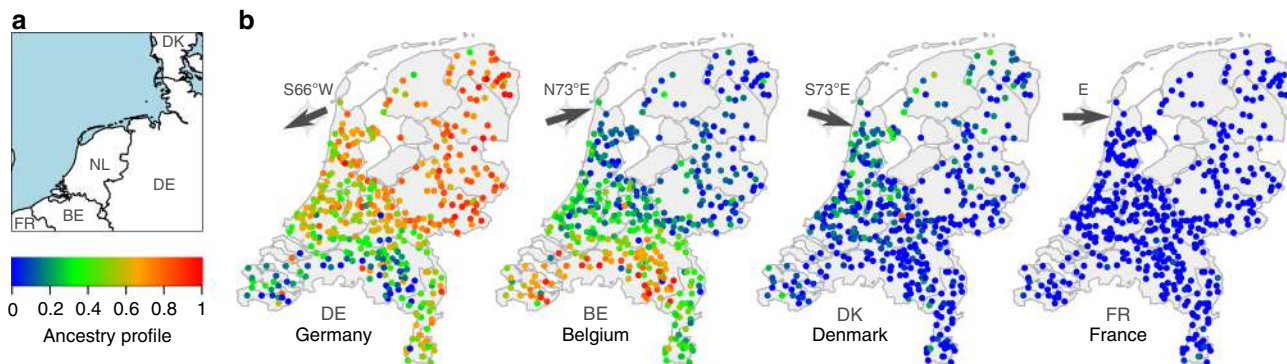 a
DK
NL
DE
BE
FR
0
0.2
0.4
0.6
0.8
1
Ancestry profile
b
S66°W
N73°E
S73°E
E
DE
Germany
BE
Belgium
DK
Denmark
FR
France